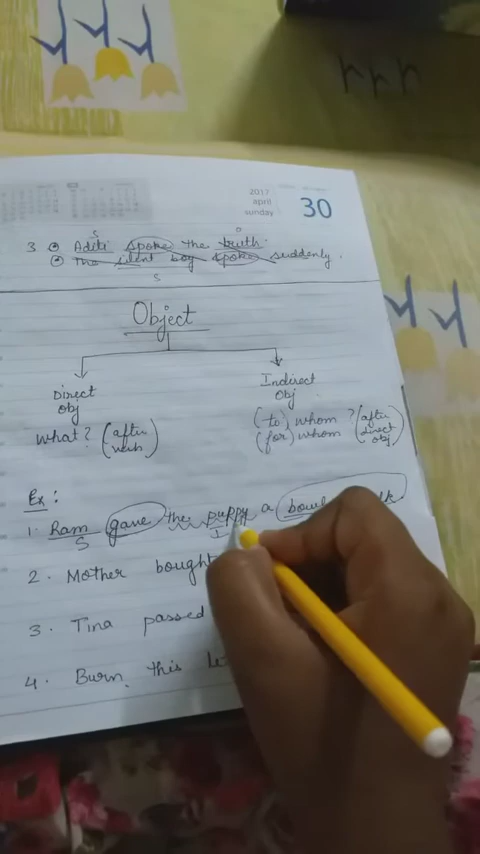 2017
april
sunday
30
S O
3 Aditi spoke the truth.
The silent boy spoke suddenly.
S
Object
Direct Obj
Indirect Obj
what? (after verb)
(to) whom ? (after direct obj)
(for) whom
Ex:
1. Ram gave the puppy a
S I
2. Mother bought
3. Tina passed
4. Burn this